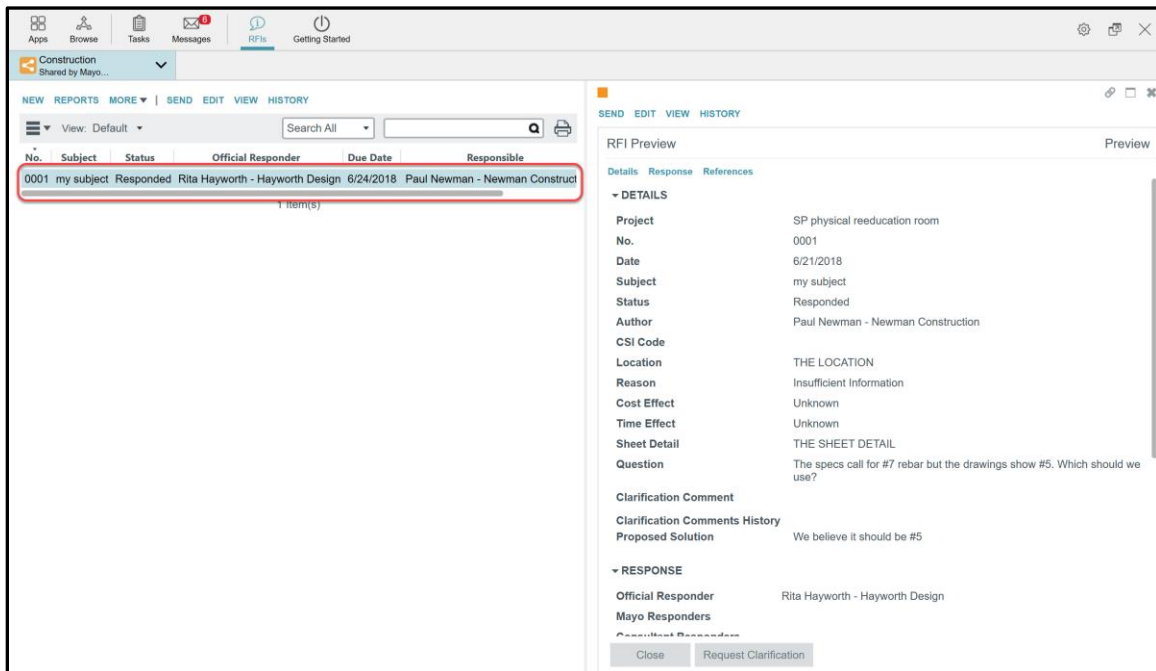 6
Apps Browse Tasks Messages RFIs Getting Started
Construction
Shared by Mayo...
NEW REPORTS MORE SEND EDIT VIEW HISTORY
View: Default Search All
No. Subject Status Official Responder Due Date Responsible
0001 my subject Responded Rita Hayworth - Hayworth Design 6/24/2018 Paul Newman - Newman Construct
1 Item(s)
SEND EDIT VIEW HISTORY
RFI Preview Preview
Details Response References
DETAILS
Project SP physical reeducation room
No. 0001
Date 6/21/2018
Subject my subject
Status Responded
Author Paul Newman - Newman Construction
CSI Code
Location THE LOCATION
Reason Insufficient Information
Cost Effect Unknown
Time Effect Unknown
Sheet Detail THE SHEET DETAIL
Question The specs call for #7 rebar but the drawings show #5. Which should we
use?
Clarification Comment
Clarification Comments History
Proposed Solution We believe it should be #5
RESPONSE
Official Responder Rita Hayworth - Hayworth Design
Mayo Responders
Consultant Responders
Close Request Clarification